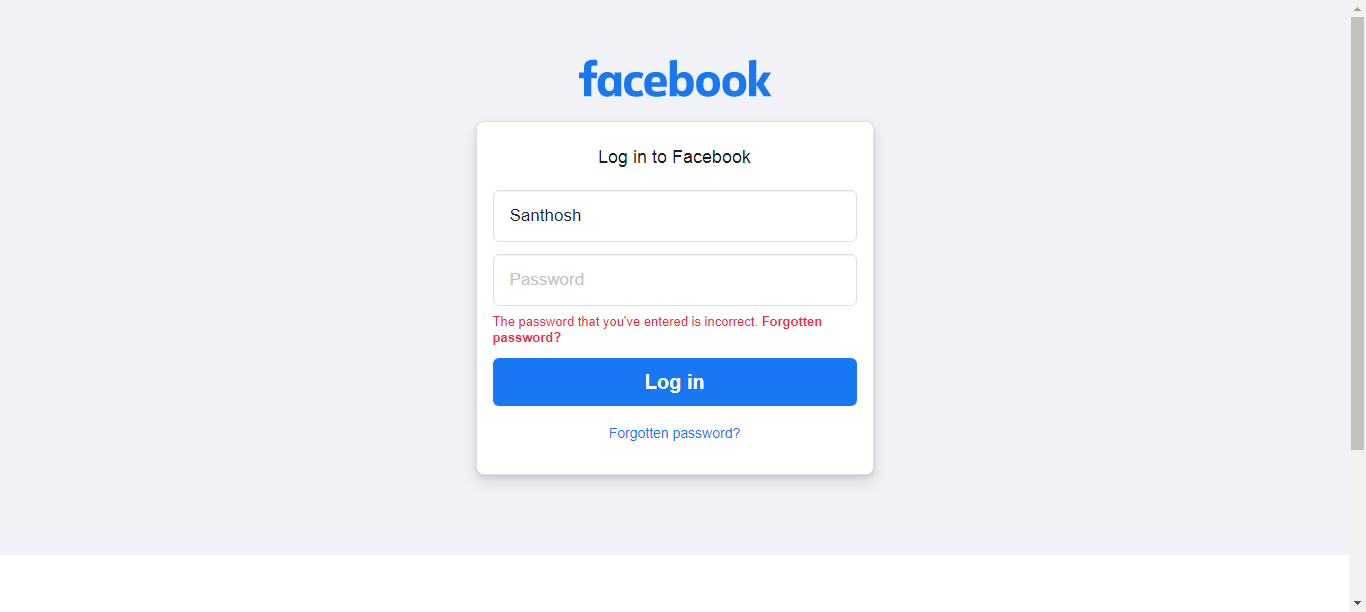 facebook
Log in to Facebook
Santhosh
Password
The password that you've entered is incorrect. Forgotten
password?
Log in
Forgotten password?